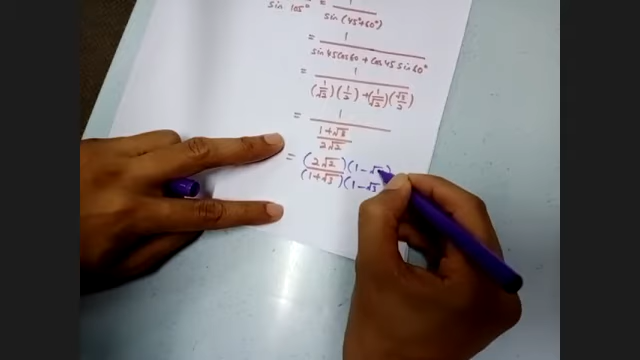 sin 105° = 1 / sin (45°+60°)
= 1 / sin 45 cos 60 + cos 45 sin 60°
= 1 / (1/√2)(1/2) + (1/√2)(√3/2)
= 1 / (1+√3 / 2√2)
= (2√2)(1-√ ) / (1+√3)(1-√3